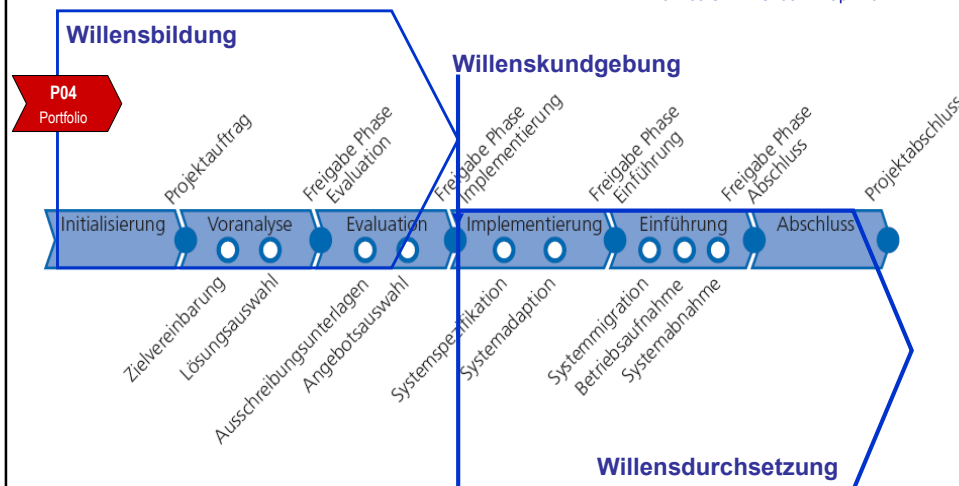 Willensbildung
Willenskundgebung
P04
Portfolio
Projektauftrag
Freigabe Phase
Evaluation
Freigabe Phase
Implementierung
Freigabe Phase
Einführung
Freigabe Phase
Abschluss
Projektabschluss
Initialisierung
Voranalyse
Evaluation
Implementierung
Einführung
Abschluss
Zielvereinbarung
Lösungsauswahl
Ausschreibungsunterlagen
Angebotsauswahl
Systemspezifikation
Systemadaption
Systemmigration
Betriebsaufnahme
Systemabnahme
Willensdurchsetzung